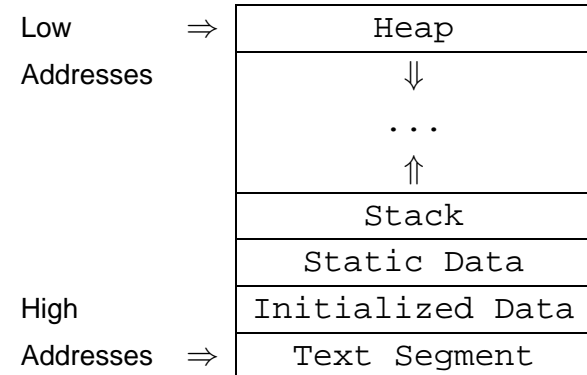 Low ⇒ Heap
Addresses ⇓
...
⇑
Stack
Static Data
High Initialized Data
Addresses ⇒ Text Segment